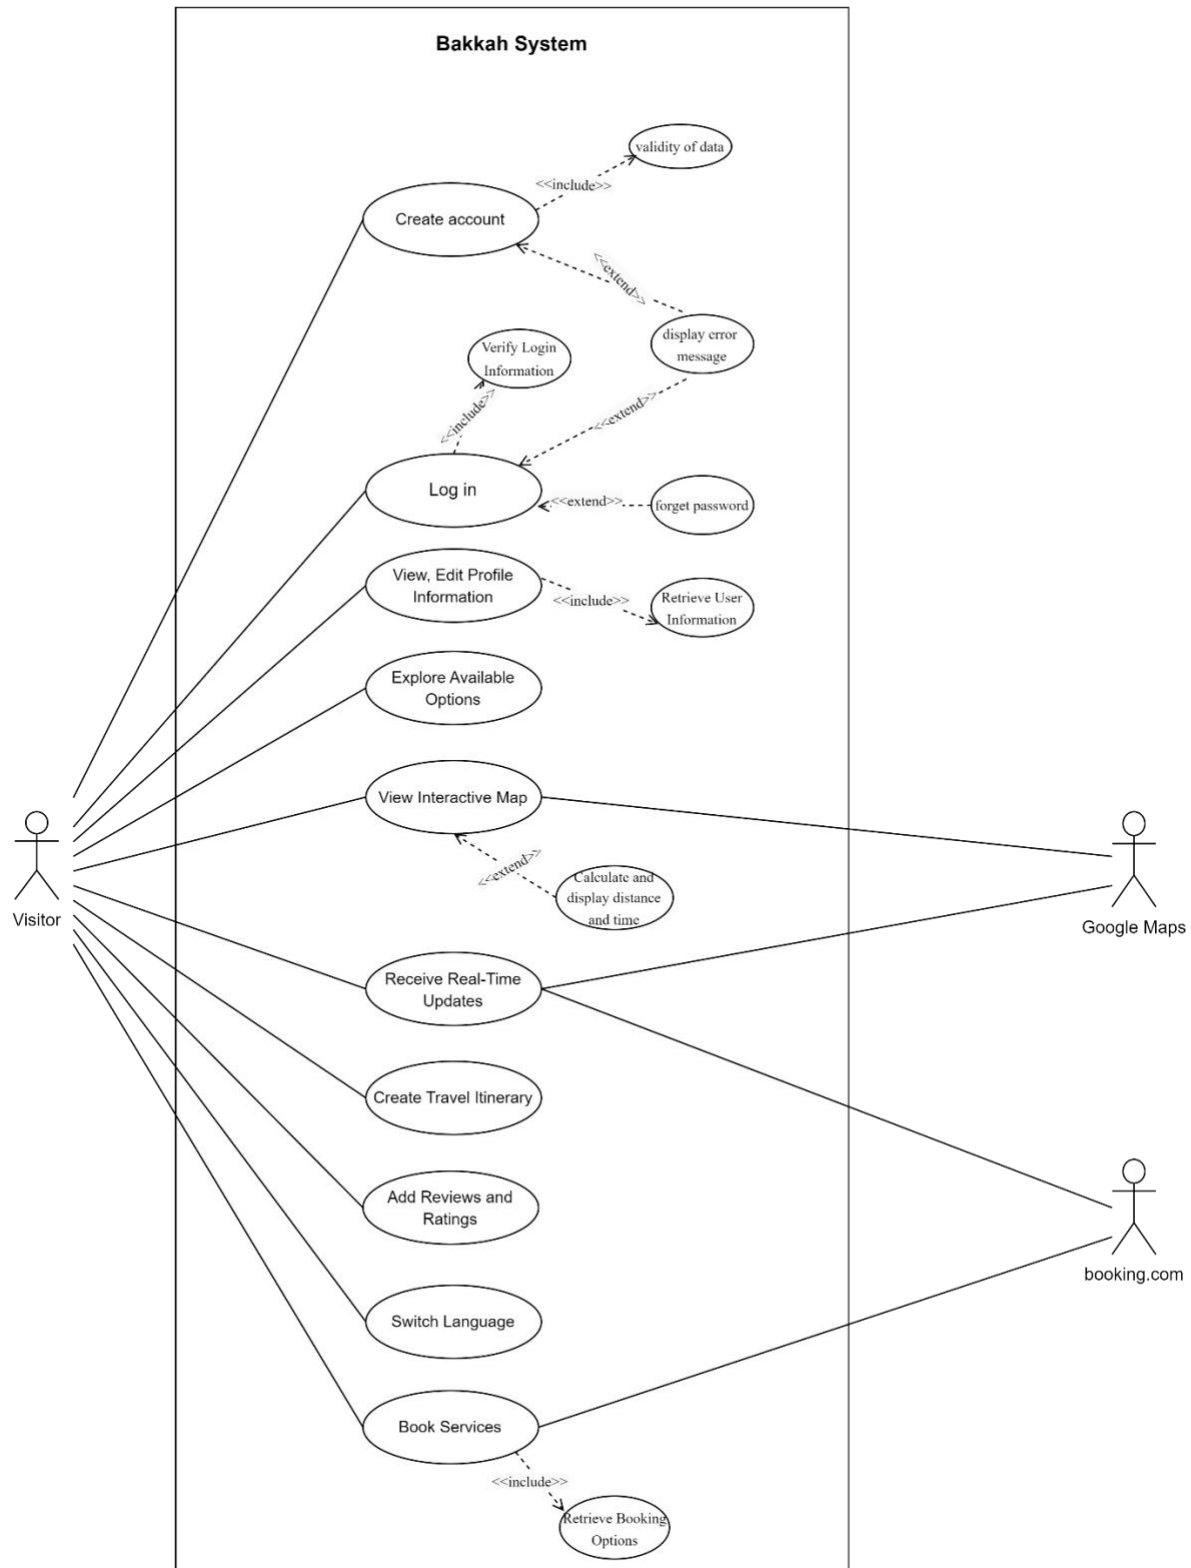 Bakkah System
validity of data
<<include>>
Create account
<<extend>>
display error
message
Verify Login
Information
<<include>>
<<extend>>
Log in
<<extend>>
forget password
View, Edit Profile
Information
<<include>>
Retrieve User
Information
Explore Available
Options
View Interactive Map
<<extend>>
Calculate and
display distance
and time
Visitor
Google Maps
Receive Real-Time
Updates
Create Travel Itinerary
Add Reviews and
Ratings
booking.com
Switch Language
Book Services
<<include>>
Retrieve Booking
Options